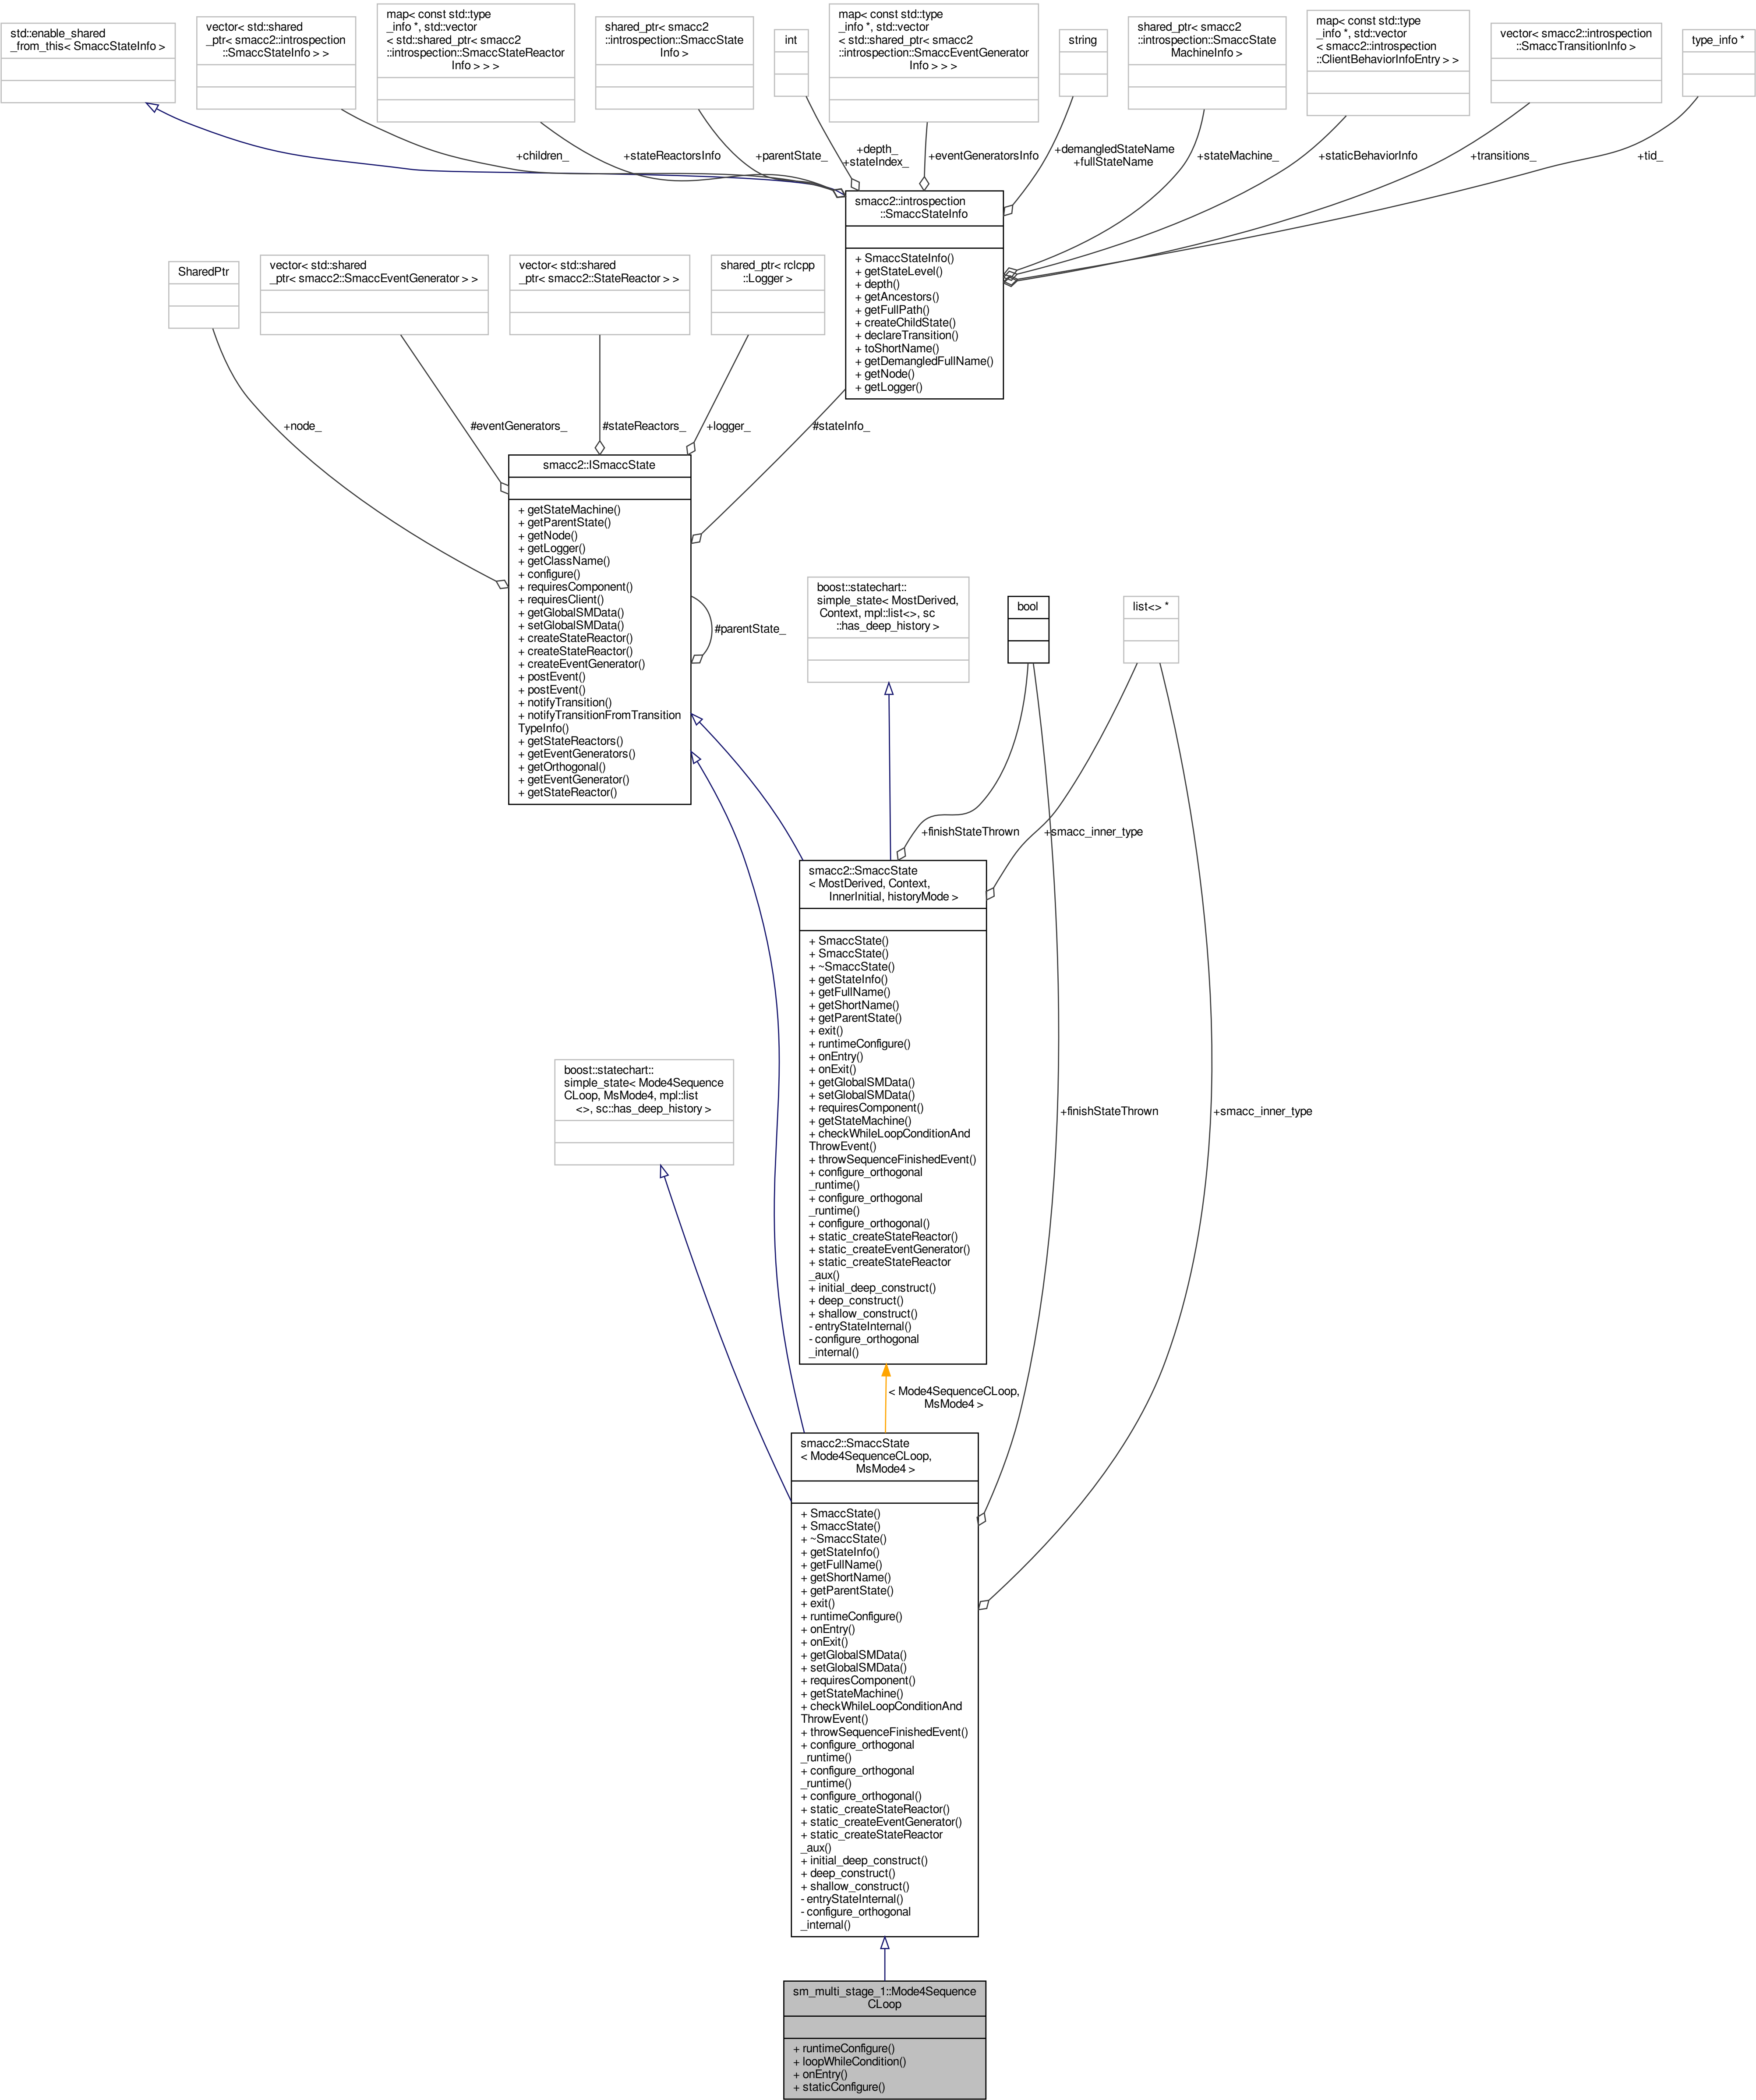 std::enable_shared
_from_this< SmaccStateInfo >
vector< std::shared
_ptr< smacc2::introspection
::SmaccStateInfo > >
map< const std::type
_info *, std::vector
< std::shared_ptr< smacc2
::introspection::SmaccStateReactor
Info > > >
shared_ptr< smacc2
::introspection::SmaccState
Info >
int
map< const std::type
_info *, std::vector
< std::shared_ptr< smacc2
::introspection::SmaccEventGenerator
Info > > >
string
shared_ptr< smacc2
::introspection::SmaccState
MachineInfo >
map< const std::type
_info *, std::vector
< smacc2::introspection
::ClientBehaviorInfoEntry > >
vector< smacc2::introspection
::SmaccTransitionInfo >
type_info *
+children_
+stateReactorsInfo
+parentState_
+depth_
+stateIndex_
+eventGeneratorsInfo
+demangledStateName
+fullStateName
+stateMachine_
+staticBehaviorInfo
+transitions_
+tid_
smacc2::introspection
::SmaccStateInfo
+ SmaccStateInfo()
+ getStateLevel()
+ depth()
+ getAncestors()
+ getFullPath()
+ createChildState()
+ declareTransition()
+ toShortName()
+ getDemangledFullName()
+ getNode()
+ getLogger()
SharedPtr
vector< std::shared
_ptr< smacc2::SmaccEventGenerator > >
vector< std::shared
_ptr< smacc2::StateReactor > >
shared_ptr< rclcpp
::Logger >
+node_
#eventGenerators_
#stateReactors_
+logger_
#stateInfo_
smacc2::ISmaccState
+ getStateMachine()
+ getParentState()
+ getNode()
+ getLogger()
+ getClassName()
+ configure()
+ requiresComponent()
+ requiresClient()
+ getGlobalSMData()
+ setGlobalSMData()
+ createStateReactor()
+ createStateReactor()
+ createEventGenerator()
+ postEvent()
+ postEvent()
+ notifyTransition()
+ notifyTransitionFromTransition
TypeInfo()
+ getStateReactors()
+ getEventGenerators()
+ getOrthogonal()
+ getEventGenerator()
+ getStateReactor()
#parentState_
boost::statechart::
simple_state< MostDerived,
Context, mpl::list<>, sc
::has_deep_history >
bool
list<> *
+finishStateThrown
+smacc_inner_type
smacc2::SmaccState
< MostDerived, Context,
InnerInitial, historyMode >
+ SmaccState()
+ SmaccState()
+ ~SmaccState()
+ getStateInfo()
+ getFullName()
+ getShortName()
+ getParentState()
+ exit()
+ runtimeConfigure()
+ onEntry()
+ onExit()
+ getGlobalSMData()
+ setGlobalSMData()
+ requiresComponent()
+ getStateMachine()
+ checkWhileLoopConditionAnd
ThrowEvent()
+ throwSequenceFinishedEvent()
+ configure_orthogonal
_runtime()
+ configure_orthogonal
_runtime()
+ configure_orthogonal()
+ static_createStateReactor()
+ static_createEventGenerator()
+ static_createStateReactor
_aux()
+ initial_deep_construct()
+ deep_construct()
+ shallow_construct()
- entryStateInternal()
- configure_orthogonal
_internal()
boost::statechart::
simple_state< Mode4Sequence
CLoop, MsMode4, mpl::list
<>, sc::has_deep_history >
+finishStateThrown
+smacc_inner_type
< Mode4SequenceCLoop,
MsMode4 >
smacc2::SmaccState
< Mode4SequenceCLoop,
MsMode4 >
+ SmaccState()
+ SmaccState()
+ ~SmaccState()
+ getStateInfo()
+ getFullName()
+ getShortName()
+ getParentState()
+ exit()
+ runtimeConfigure()
+ onEntry()
+ onExit()
+ getGlobalSMData()
+ setGlobalSMData()
+ requiresComponent()
+ getStateMachine()
+ checkWhileLoopConditionAnd
ThrowEvent()
+ throwSequenceFinishedEvent()
+ configure_orthogonal
_runtime()
+ configure_orthogonal
_runtime()
+ configure_orthogonal()
+ static_createStateReactor()
+ static_createEventGenerator()
+ static_createStateReactor
_aux()
+ initial_deep_construct()
+ deep_construct()
+ shallow_construct()
- entryStateInternal()
- configure_orthogonal
_internal()
sm_multi_stage_1::Mode4Sequence
CLoop
+ runtimeConfigure()
+ loopWhileCondition()
+ onEntry()
+ staticConfigure()